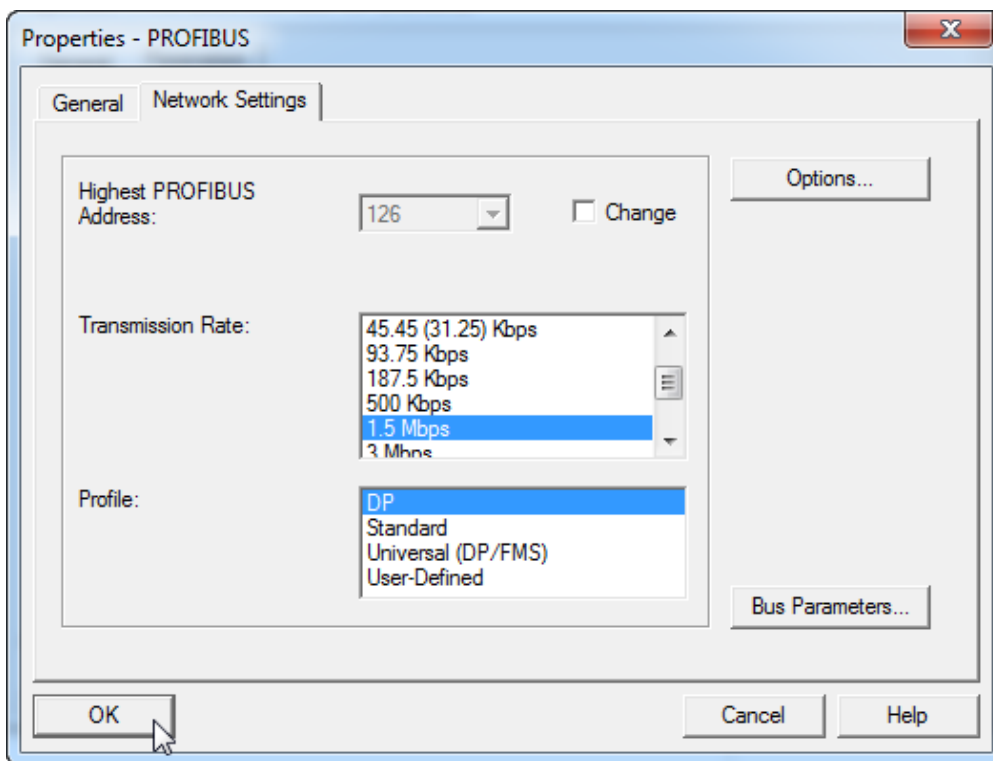 Properties - PROFIBUS
General
Network Settings
Highest PROFIBUS
Address:
126
Change
Options...
Transmission Rate:
45.45 (31.25) Kbps
93.75 Kbps
187.5 Kbps
500 Kbps
1.5 Mbps
3 Mbps
Profile:
DP
Standard
Universal (DP/FMS)
User-Defined
Bus Parameters...
OK
Cancel
Help